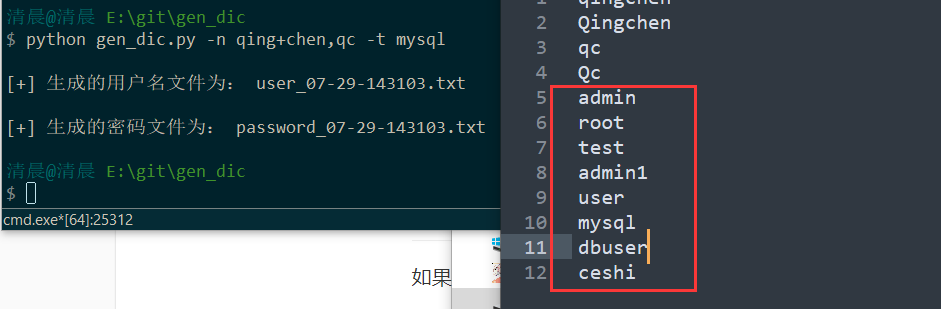 清晨@清晨 E:\git\gen_dic
$ python gen_dic.py -n qing+chen,qc -t mysql
[+] 生成的用户名文件为： user_07-29-143103.txt
[+] 生成的密码文件为： password_07-29-143103.txt
清晨@清晨 E:\git\gen_dic
$
cmd.exe*[64]:25312
如果
1 qingchen
2 Qingchen
3 qc
4 Qc
5 admin
6 root
7 test
8 admin1
9 user
10 mysql
11 dbuser
12 ceshi